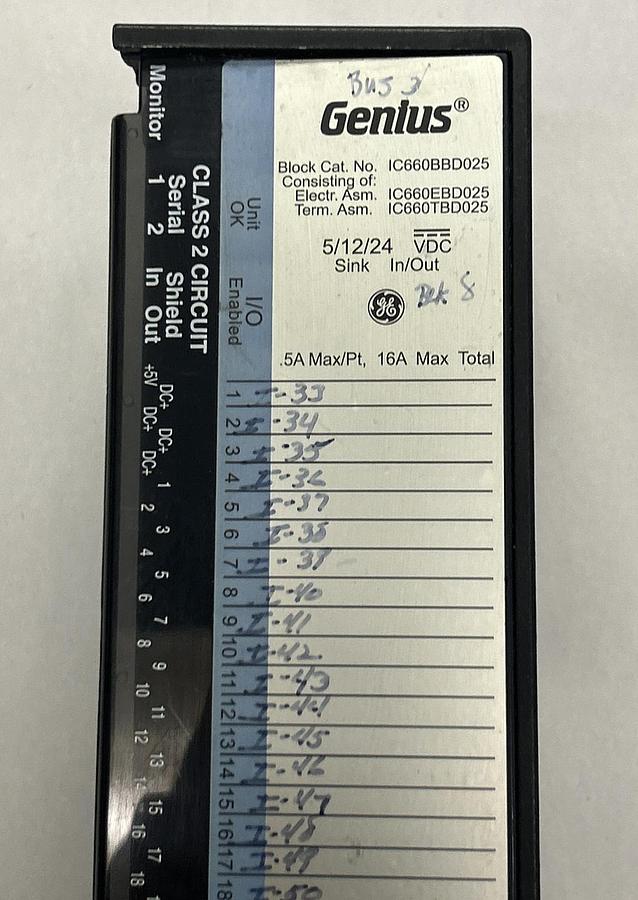 Bus 3
Genius®
Block Cat. No. IC660BBD025
Consisting of:
Electr. Asm. IC660EBD025
Term. Asm. IC660TBD025
5/12/24 VDC
Sink In/Out
GE
Blk 8
.5A Max/Pt, 16A Max Total
Unit OK
I/O Enabled
1 I-33
2 I-34
3 I-35
4 I-36
5 I-37
6 I-38
7 I-39
8 I-40
9 I-41
10 I-42
11 I-43
12 I-44
13 I-45
14 I-46
15 I-47
16 I-48
17 I-49
18 I-50
CLASS 2 CIRCUIT
Monitor
Serial Shield
1 2 In Out
+5V DC+ DC+ 2 4 6 8 10 12 14 16 18
DC+ DC+ 1 3 5 7 9 11 13 15 17